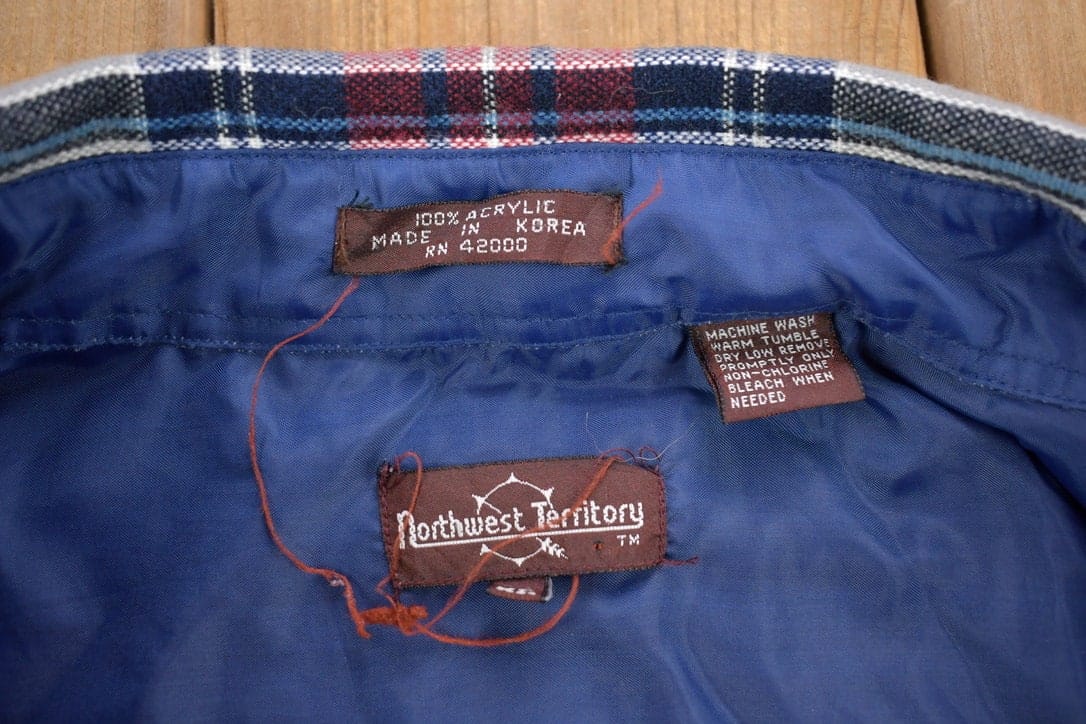 100% ACRYLIC
MADE IN KOREA
RN 42000
MACHINE WASH
WARM TUMBLE
DRY LOW REMOVE
PROMPTLY ONLY
NON-CHLORINE
BLEACH WHEN
NEEDED
Northwest Territory
TM